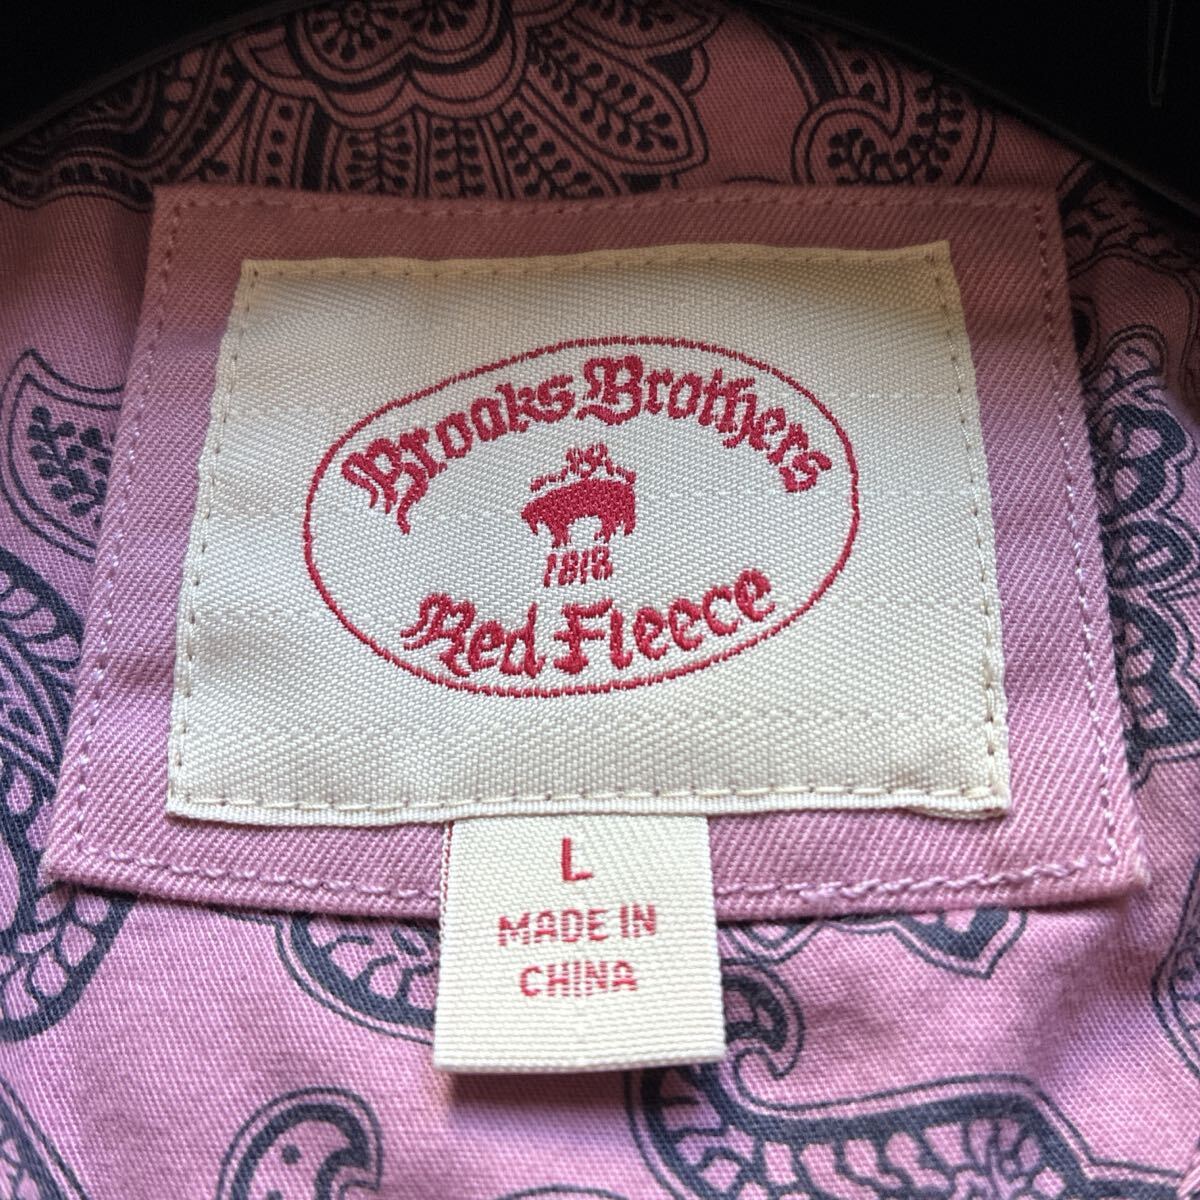 Brooks Brothers
1818
Red Fleece
L
MADE IN
CHINA